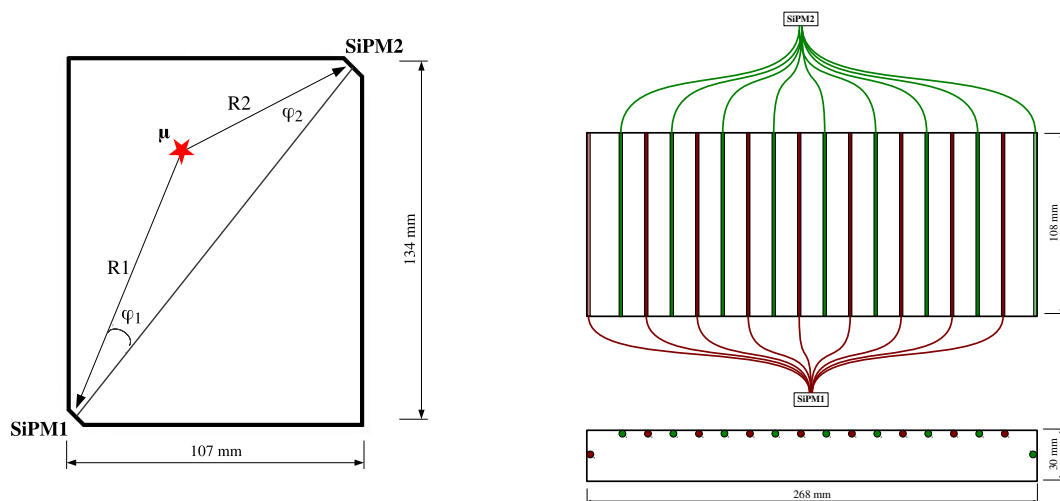 SiPM2
R2
φ2
μ
R1
φ1
134 mm
SiPM1
107 mm
SiPM2
108 mm
SiPM1
30 mm
268 mm